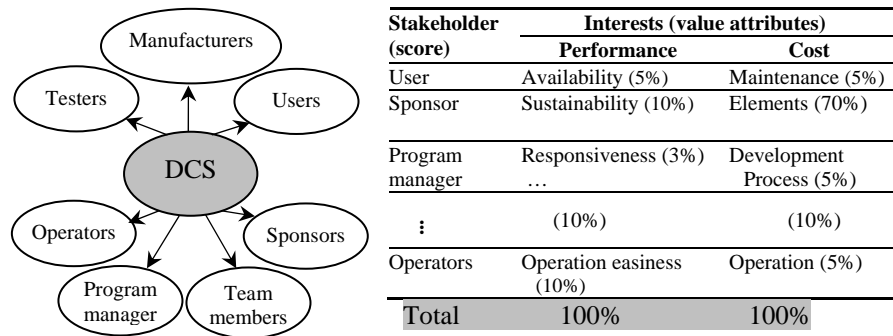 Manufacturers
Testers
Users
DCS
Operators
Sponsors
Program
manager
Team
members
Stakeholder
(score)
Interests (value attributes)
Performance Cost
User Availability (5%) Maintenance (5%)
Sponsor Sustainability (10%) Elements (70%)
Program Responsiveness (3%) Development
manager … Process (5%)
⋮ (10%) (10%)
Operators Operation easiness Operation (5%)
(10%)
Total 100% 100%